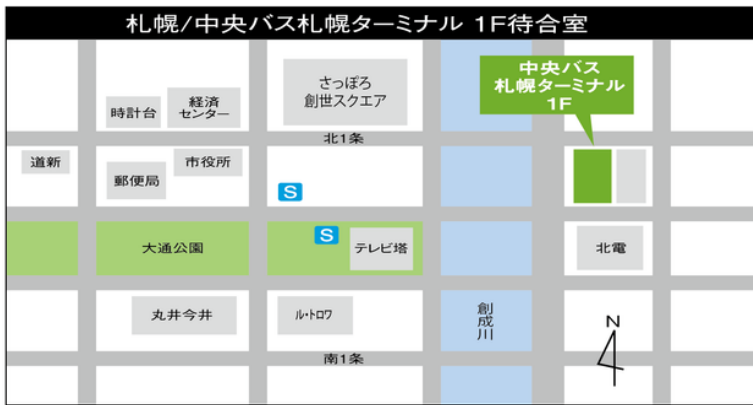 札幌/中央バス札幌ターミナル 1F待合室
さっぽろ
創世スクエア
中央バス
札幌ターミナル
1F
経済
センター
時計台
北1条
道新
市役所
郵便局
S
S
大通公園
テレビ塔
北電
丸井今井
ル・トロワ
創成川
N
南1条